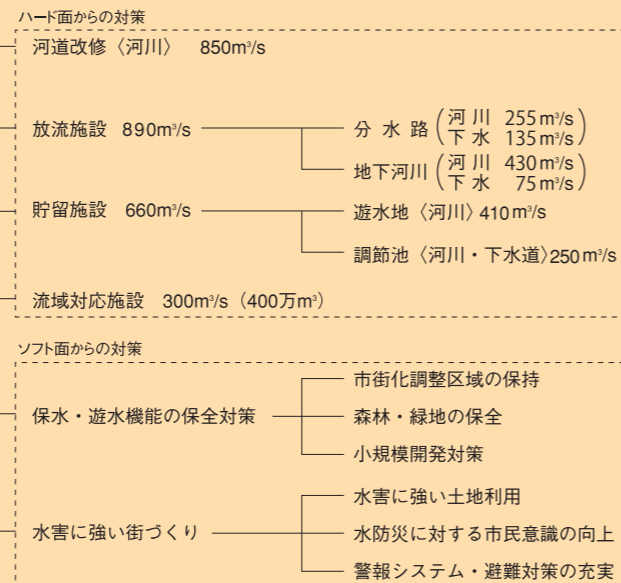 ハード面からの対策
河道改修〈河川〉 850m³/s
放流施設 890m³/s
分水路(河川 255m³/s
下水 135m³/s)
地下河川(河川 430m³/s
下水 75m³/s)
貯留施設 660m³/s
遊水地〈河川〉410m³/s
調節池〈河川・下水道〉250m³/s
流域対応施設 300m³/s(400万m³)
ソフト面からの対策
保水・遊水機能の保全対策
市街化調整区域の保持
森林・緑地の保全
小規模開発対策
水害に強い街づくり
水害に強い土地利用
水防災に対する市民意識の向上
警報システム・避難対策の充実